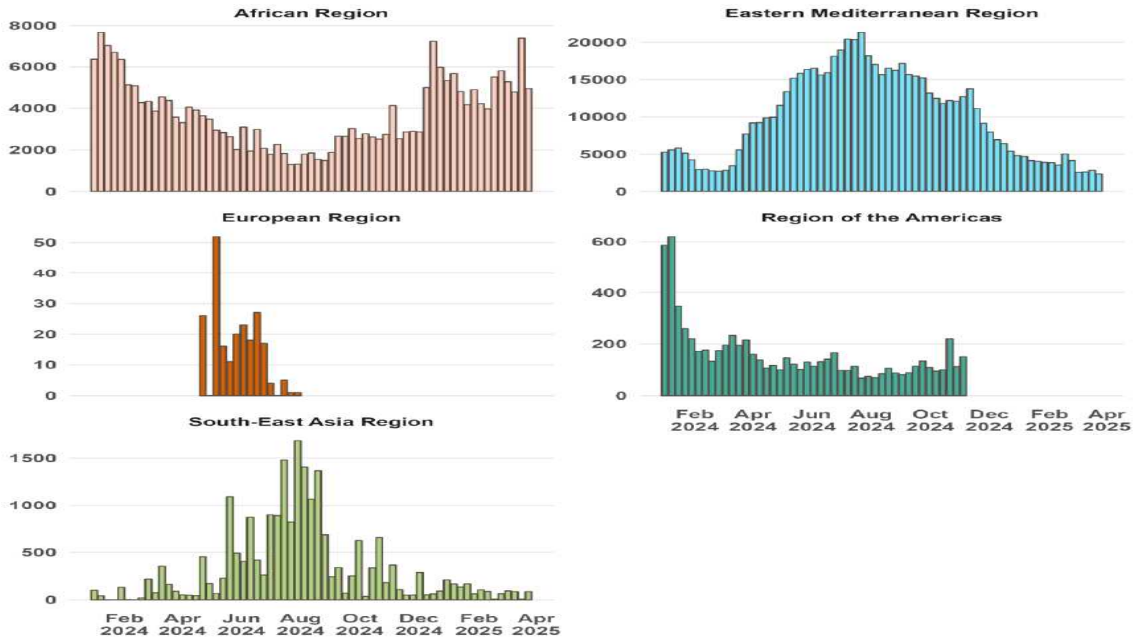 African Region
8000
6000
4000
2000
0
Eastern Mediterranean Region
20000
15000
10000
5000
0
European Region
50
40
30
20
10
0
Region of the Americas
600
400
200
0
Feb Apr Jun Aug Oct Dec Feb Apr
2024 2024 2024 2024 2024 2024 2025 2025
South-East Asia Region
1500
1000
500
0
Feb Apr Jun Aug Oct Dec Feb Apr
2024 2024 2024 2024 2024 2024 2025 2025